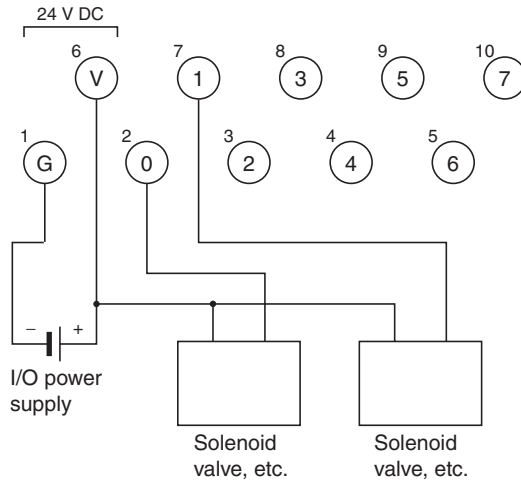 24 V DC
6 7 8 9 10
V 1 3 5 7
1 2 3 4 5
G 0 2 4 6
− +
I/O power
supply
Solenoid
valve, etc.
Solenoid
valve, etc.